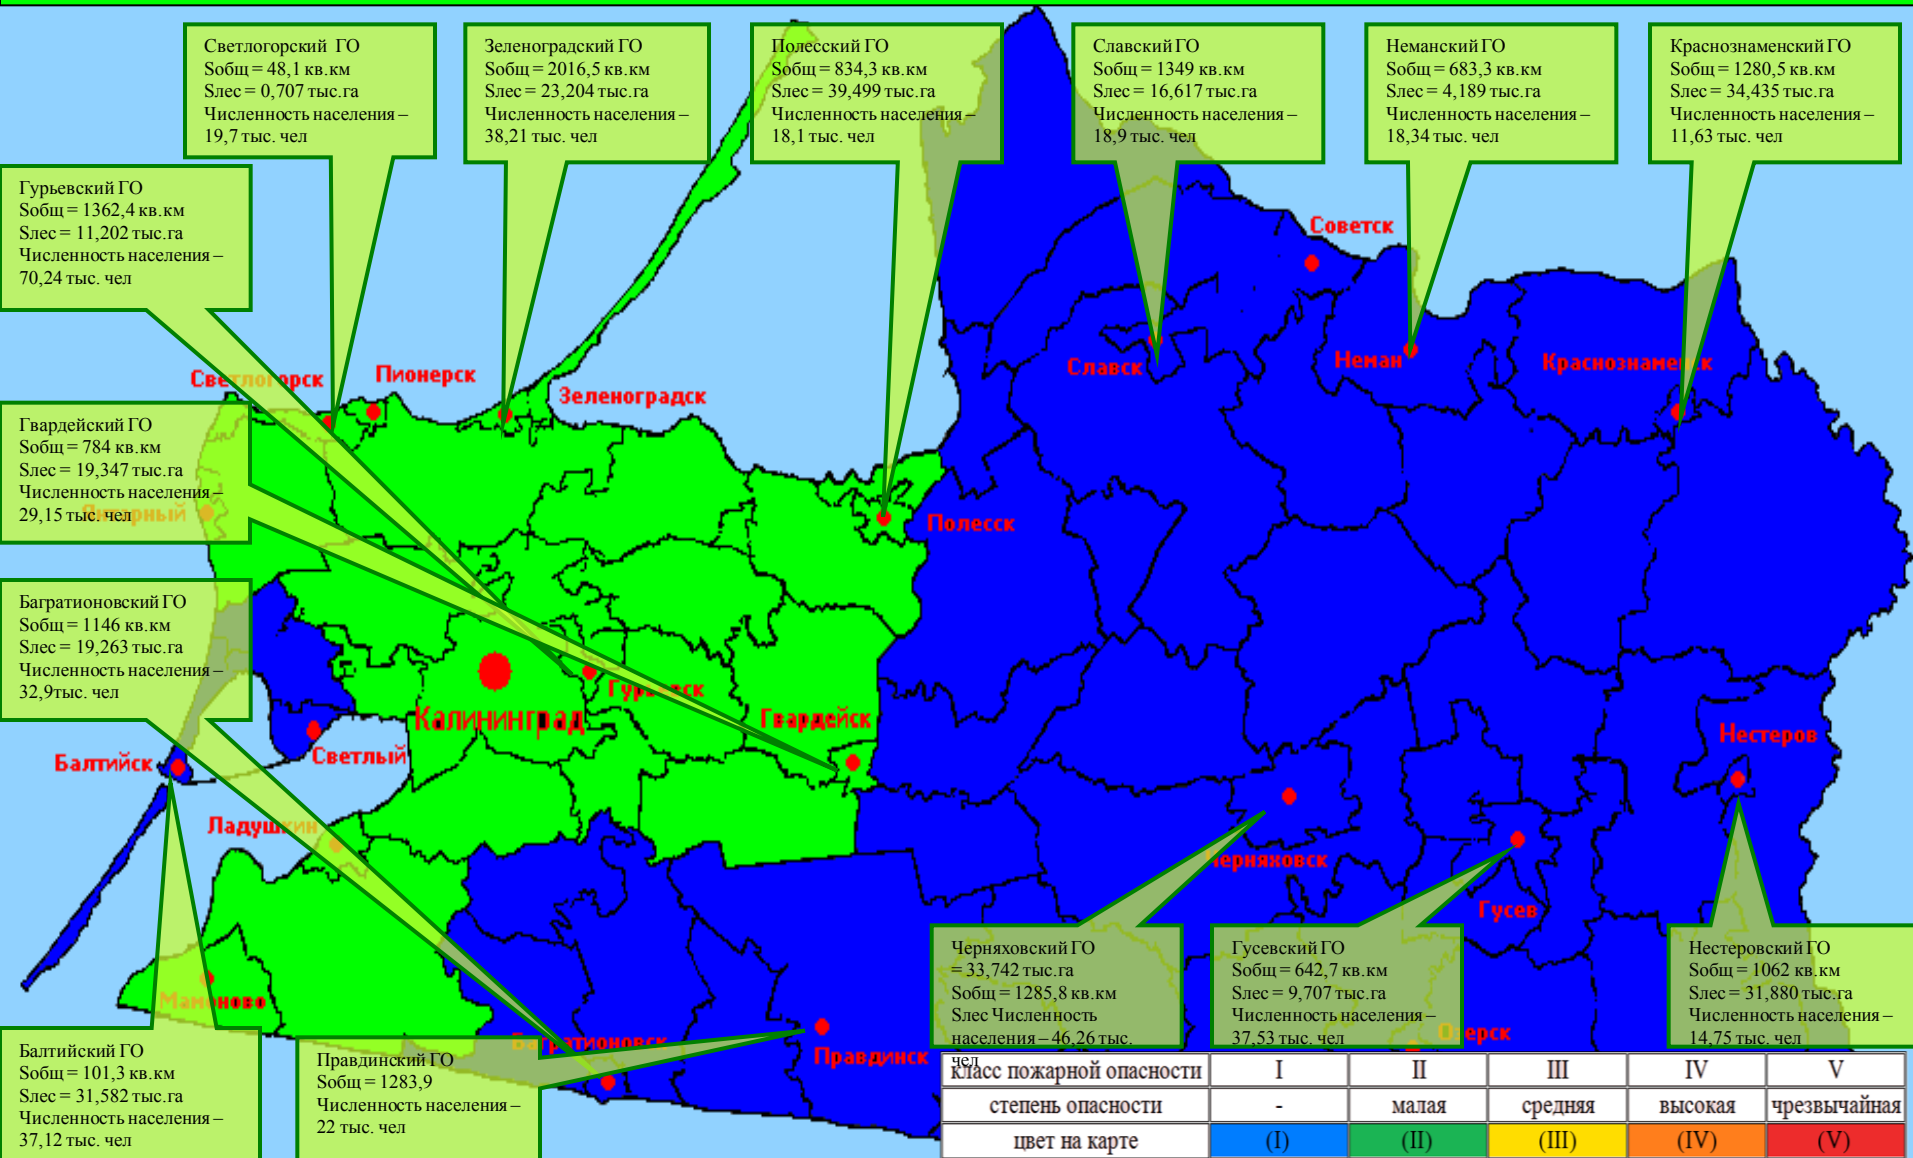 Светлогорский ГО
Sобщ = 48,1 кв.км
Sлес = 0,707 тыс.га
Численность населения –
19,7 тыс. чел
Зеленоградский ГО
Sобщ = 2016,5 кв.км
Sлес = 23,204 тыс.га
Численность населения –
38,21 тыс. чел
Полесский ГО
Sобщ = 834,3 кв.км
Sлес = 39,499 тыс.га
Численность населения –
18,1 тыс. чел
Славский ГО
Sобщ = 1349 кв.км
Sлес = 16,617 тыс.га
Численность населения –
18,9 тыс. чел
Неманский ГО
Sобщ = 683,3 кв.км
Sлес = 4,189 тыс.га
Численность населения –
18,34 тыс. чел
Краснознаменский ГО
Sобщ = 1280,5 кв.км
Sлес = 34,435 тыс.га
Численность населения –
11,63 тыс. чел
Гурьевский ГО
Sобщ = 1362,4 кв.км
Sлес = 11,202 тыс.га
Численность населения –
70,24 тыс. чел
Советск
Славск
Неман
Краснознаменск
Светлогорск
Пионерск
Зеленоградск
Гвардейский ГО
Sобщ = 784 кв.км
Sлес = 19,347 тыс.га
Численность населения –
29,15 тыс. чел
Янтарный
Полесск
Багратионовский ГО
Sобщ = 1146 кв.км
Sлес = 19,263 тыс.га
Численность населения –
32,9тыс. чел
Гурьевск
Калининград
Гвардейск
Нестеров
Балтийск
Светлый
Ладушкин
Черняховск
Гусев
Мамоново
Багратионовск
Правдинск
Озерск
Черняховский ГО
= 33,742 тыс.га
Sобщ = 1285,8 кв.км
Sлес Численность
населения – 46,26 тыс.
чел
Гусевский ГО
Sобщ = 642,7 кв.км
Sлес = 9,707 тыс.га
Численность населения –
37,53 тыс. чел
Нестеровский ГО
Sобщ = 1062 кв.км
Sлес = 31,880 тыс.га
Численность населения –
14,75 тыс. чел
Балтийский ГО
Sобщ = 101,3 кв.км
Sлес = 31,582 тыс.га
Численность населения –
37,12 тыс. чел
Правдинский ГО
Sобщ = 1283,9
Численность населения –
22 тыс. чел
класс пожарной опасности I II III IV V
степень опасности - малая средняя высокая чрезвычайная
цвет на карте (I) (II) (III) (IV) (V)